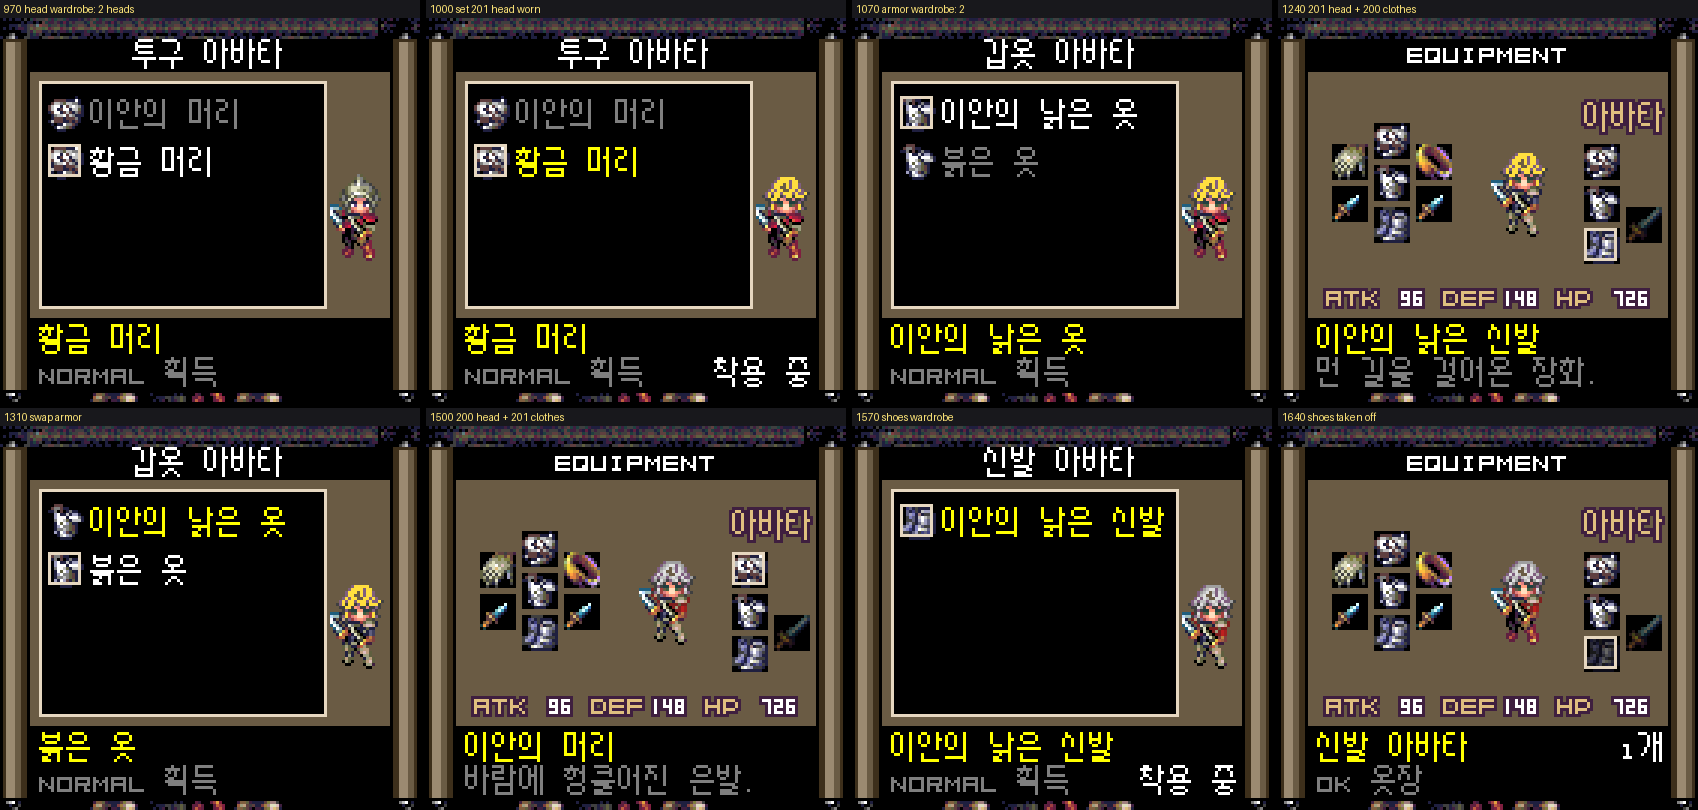 970 head wardrobe: 2 heads
투구 아바타
이안의 머리
황금 머리
황금 머리
NORMAL 획득
1000 set 201 head worn
투구 아바타
이안의 머리
황금 머리
황금 머리
NORMAL 획득 착용 중
1070 armor wardrobe: 2
갑옷 아바타
이안의 낡은 옷
붉은 옷
이안의 낡은 옷
NORMAL 획득
1240 201 head + 200 clothes
EQUIPMENT
아바타
ATK 96 DEF 148 HP 726
이안의 낡은 신발
먼 길을 걸어온 장화.
1310 swap armor
갑옷 아바타
이안의 낡은 옷
붉은 옷
붉은 옷
NORMAL 획득
1500 200 head + 201 clothes
EQUIPMENT
아바타
ATK 96 DEF 148 HP 726
이안의 머리
바람에 헝클어진 은발.
1570 shoes wardrobe
신발 아바타
이안의 낡은 신발
이안의 낡은 신발
NORMAL 획득 착용 중
1640 shoes taken off
EQUIPMENT
아바타
ATK 96 DEF 148 HP 726
신발 아바타 1개
OK 옷장